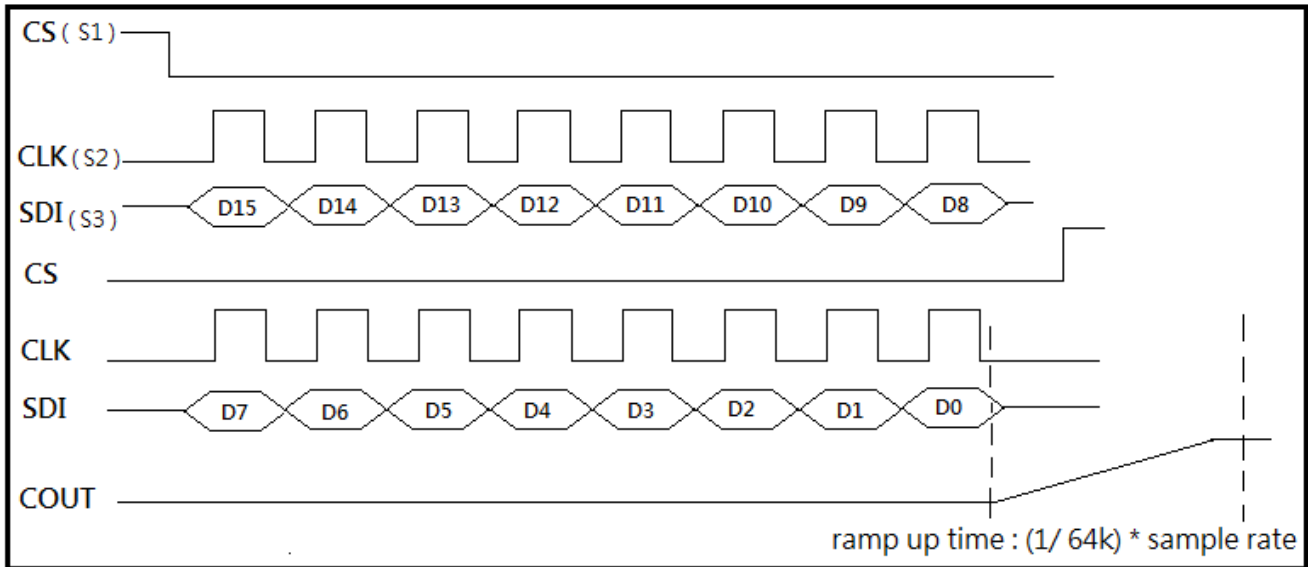 CS ( S1 )
CLK ( S2 )
SDI ( S3 )
D15 D14 D13 D12 D11 D10 D9 D8
CS
CLK
SDI
D7 D6 D5 D4 D3 D2 D1 D0
COUT
ramp up time : (1/ 64k) * sample rate